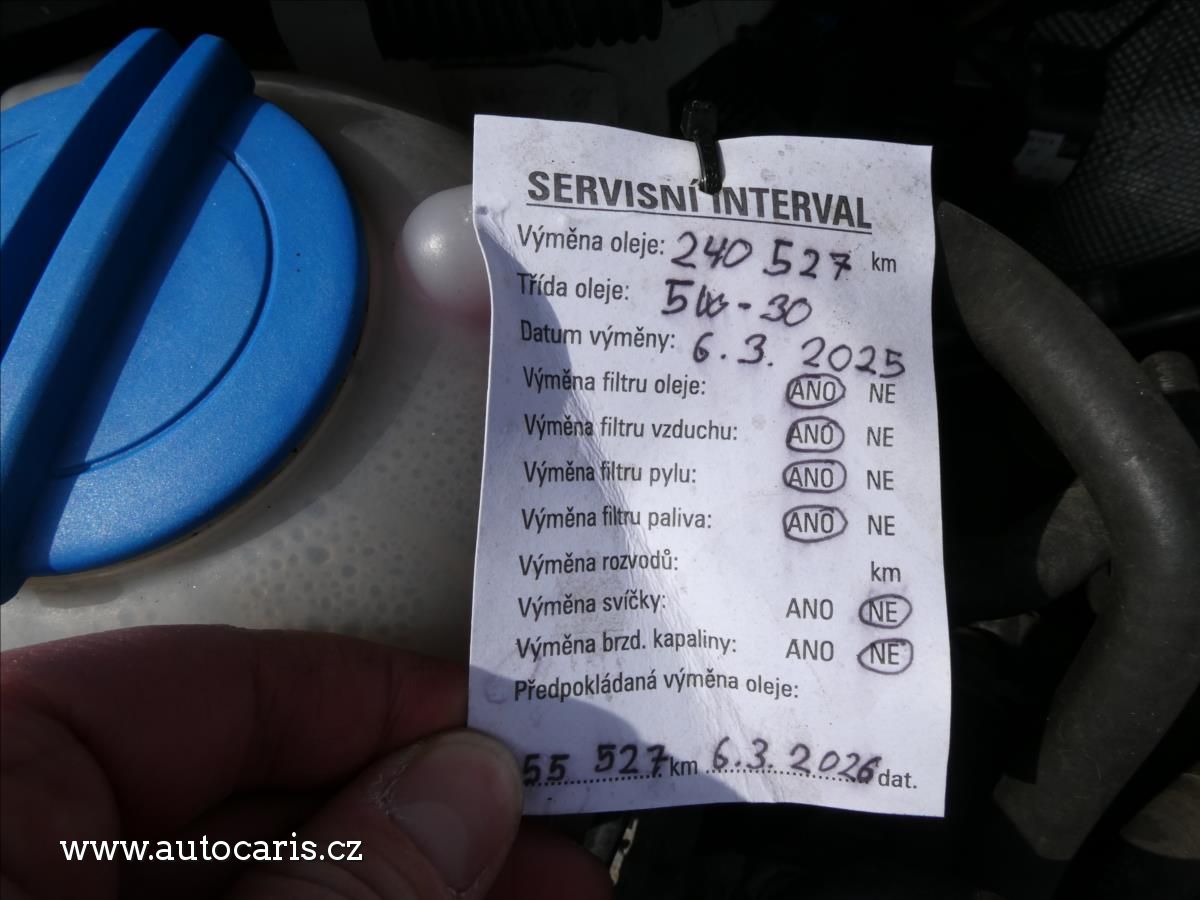 SERVISNÍ INTERVAL
Výměna oleje: 240 527 km
Třída oleje: 5W-30
Datum výměny: 6.3. 2025
Výměna filtru oleje: ANO NE
Výměna filtru vzduchu: ANO NE
Výměna filtru pylu: ANO NE
Výměna filtru paliva: ANO NE
Výměna rozvodů: km
Výměna svíčky: ANO NE
Výměna brzd. kapaliny: ANO NE
Předpokládaná výměna oleje:
55 527 km 6.3.2026 dat.
www.autocaris.cz